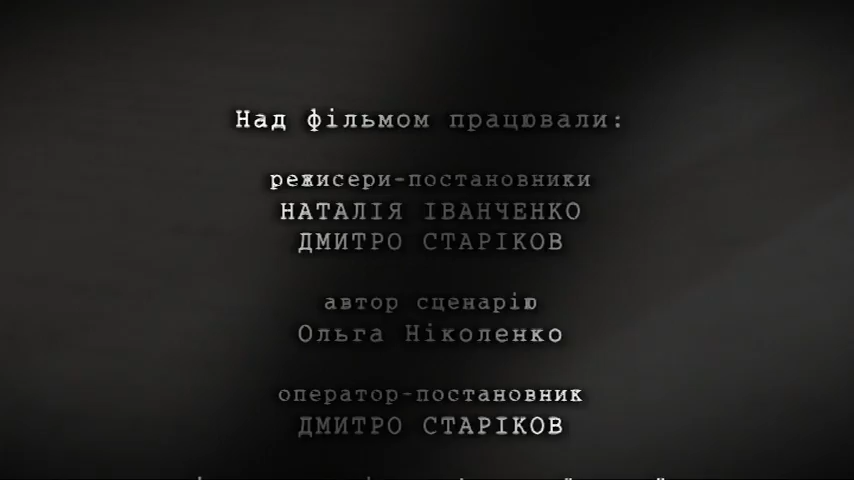 Над фільмом працювали:
режисери-постановники
НАТАЛІЯ ІВАНЧЕНКО
ДМИТРО СТАРІКОВ
автор сценарію
Ольга Ніколенко
оператор-постановник
ДМИТРО СТАРІКОВ